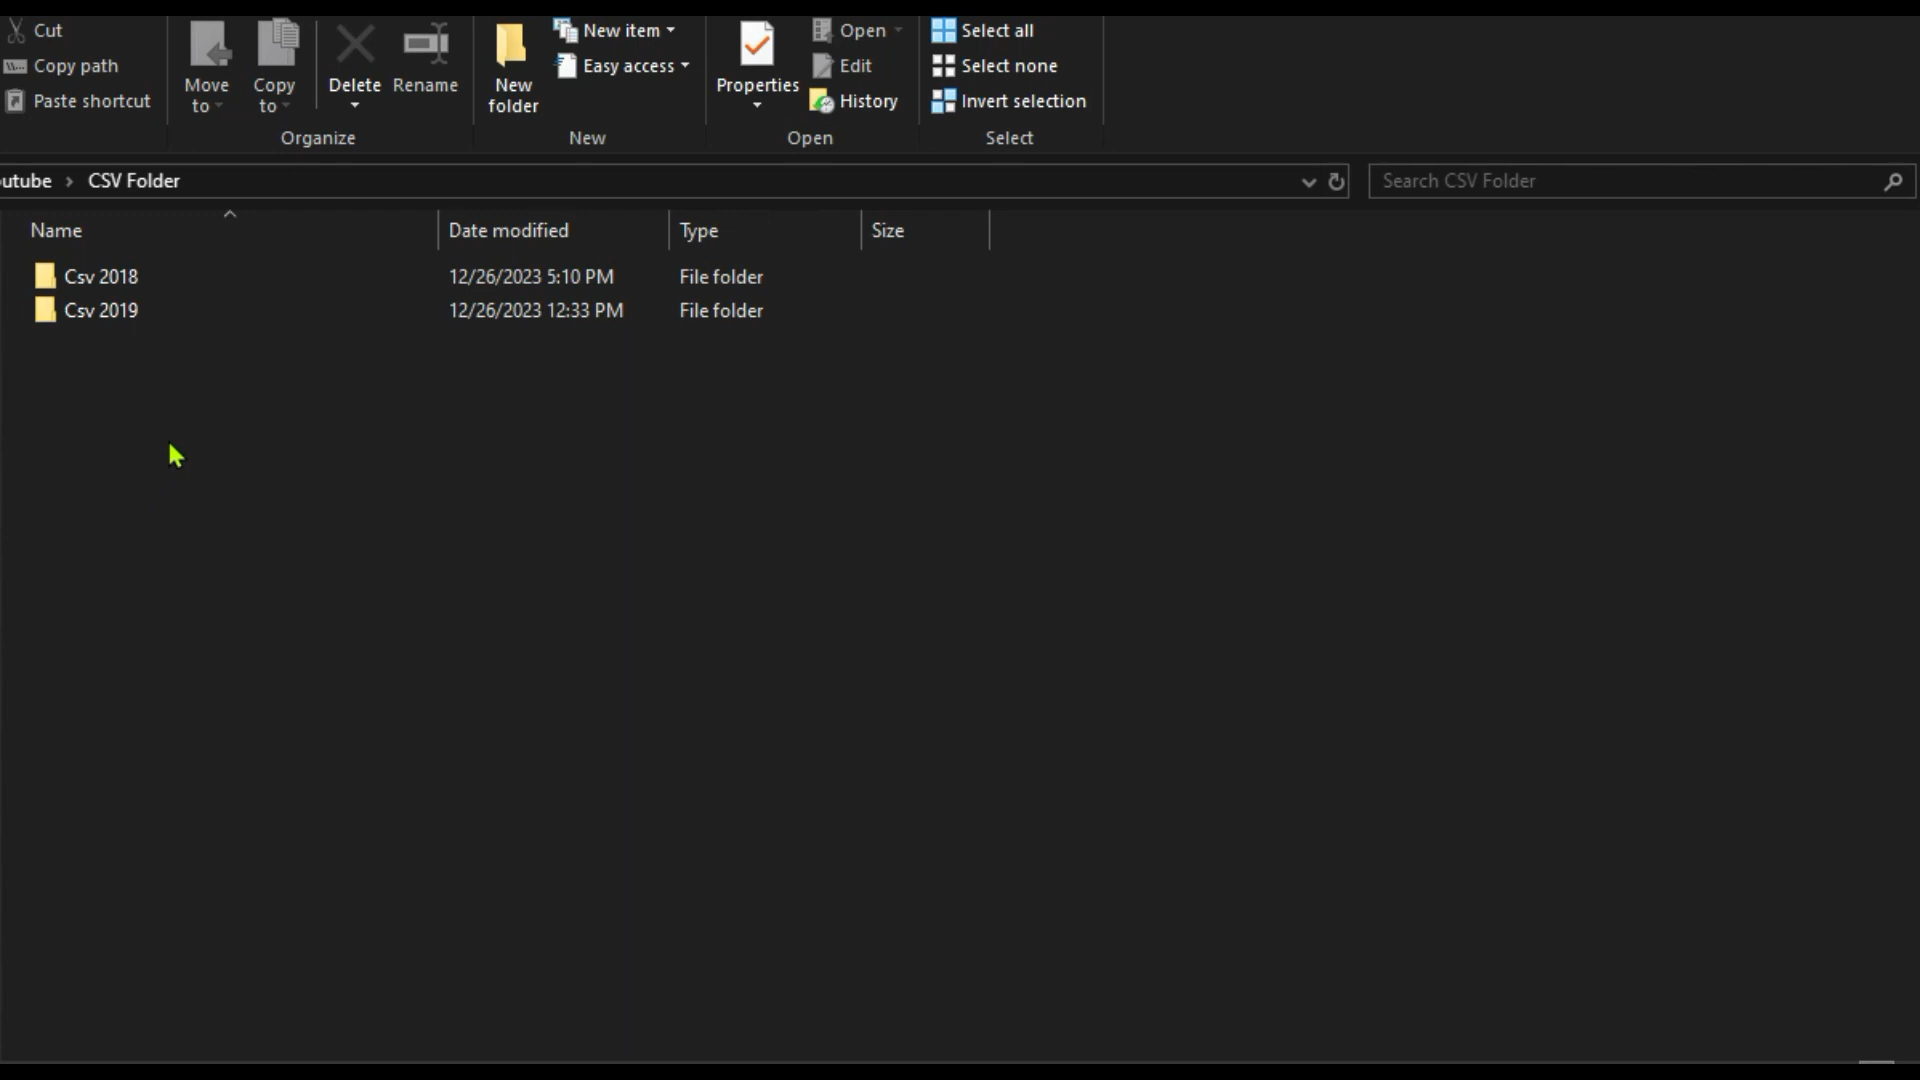 Cut
Copy path
Paste shortcut
Move to
Copy to
Delete
Rename
Organize
New folder
New item
Easy access
New
Properties
Open
Edit
History
Open
Select all
Select none
Invert selection
Select
outube > CSV Folder
Search CSV Folder
Name Date modified Type Size
Csv 2018 12/26/2023 5:10 PM File folder
Csv 2019 12/26/2023 12:33 PM File folder